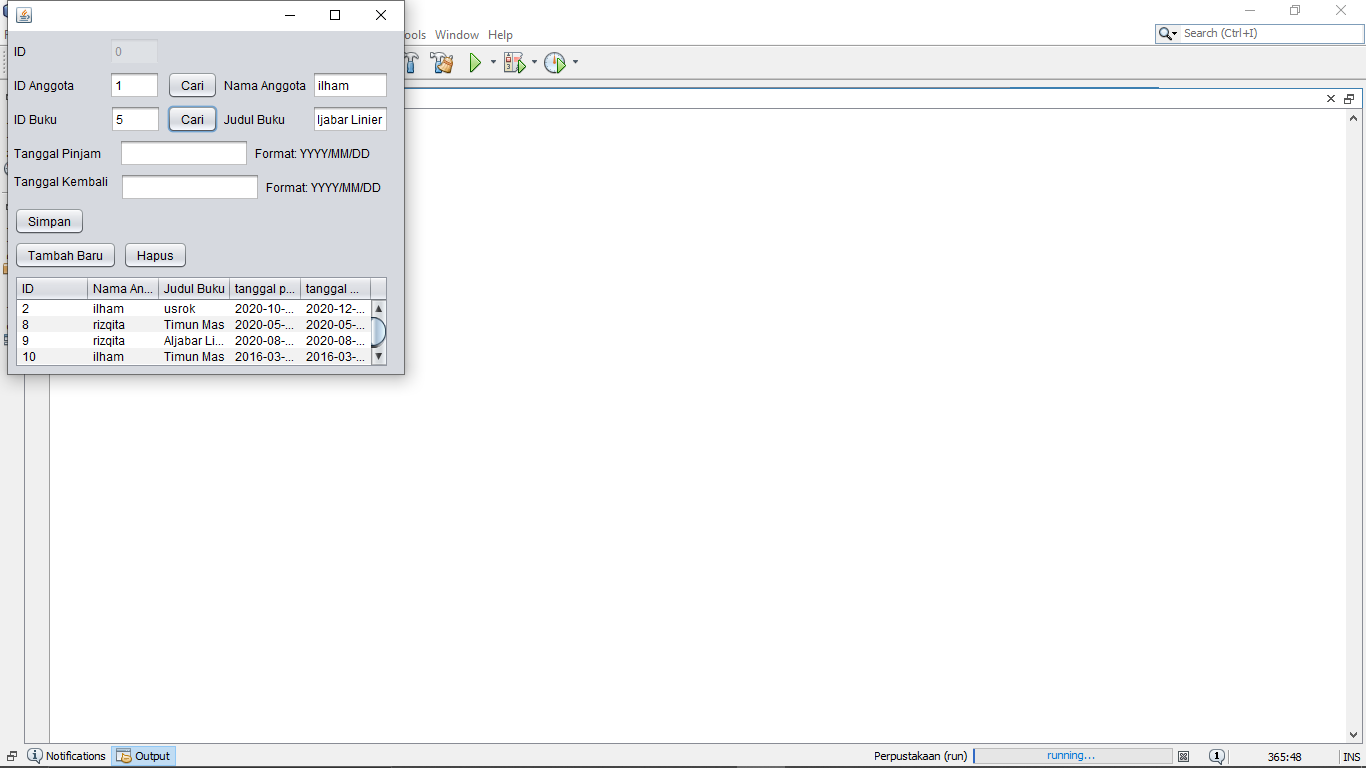 ools Window Help
Search (Ctrl+I)
ID 0
ID Anggota 1 Cari Nama Anggota ilham
ID Buku 5 Cari Judul Buku ljabar Linier
Tanggal Pinjam Format: YYYY/MM/DD
Tanggal Kembali Format: YYYY/MM/DD
Simpan
Tambah Baru Hapus
ID Nama An... Judul Buku tanggal p... tanggal ...
2 ilham usrok 2020-10-... 2020-12-...
8 rizqita Timun Mas 2020-05-... 2020-05-...
9 rizqita Aljabar Li... 2020-08-... 2020-08-...
10 ilham Timun Mas 2016-03-... 2016-03-...
Notifications Output Perpustakaan (run) running... 1 365:48 INS